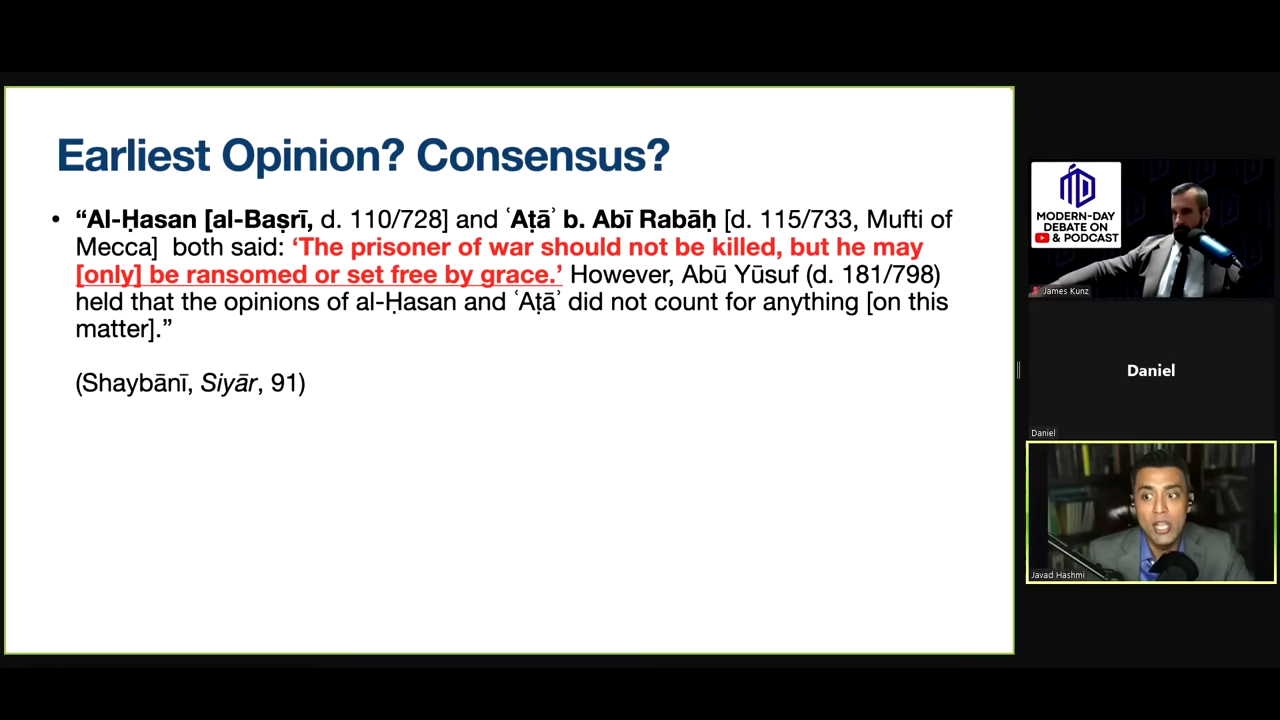 Earliest Opinion? Consensus?
• “Al-Ḥasan [al-Baṣrī, d. 110/728] and ʿAṭāʾ b. Abī Rabāḥ [d. 115/733, Mufti of
Mecca]  both said: ‘The prisoner of war should not be killed, but he may
[only] be ransomed or set free by grace.’ However, Abū Yūsuf (d. 181/798)
held that the opinions of al-Ḥasan and ʿAṭāʾ did not count for anything [on this
matter].”
(Shaybānī, Siyār, 91)
MODERN-DAY
DEBATE ON
& PODCAST
James Kunz
Daniel
Daniel
Javad Hashmi